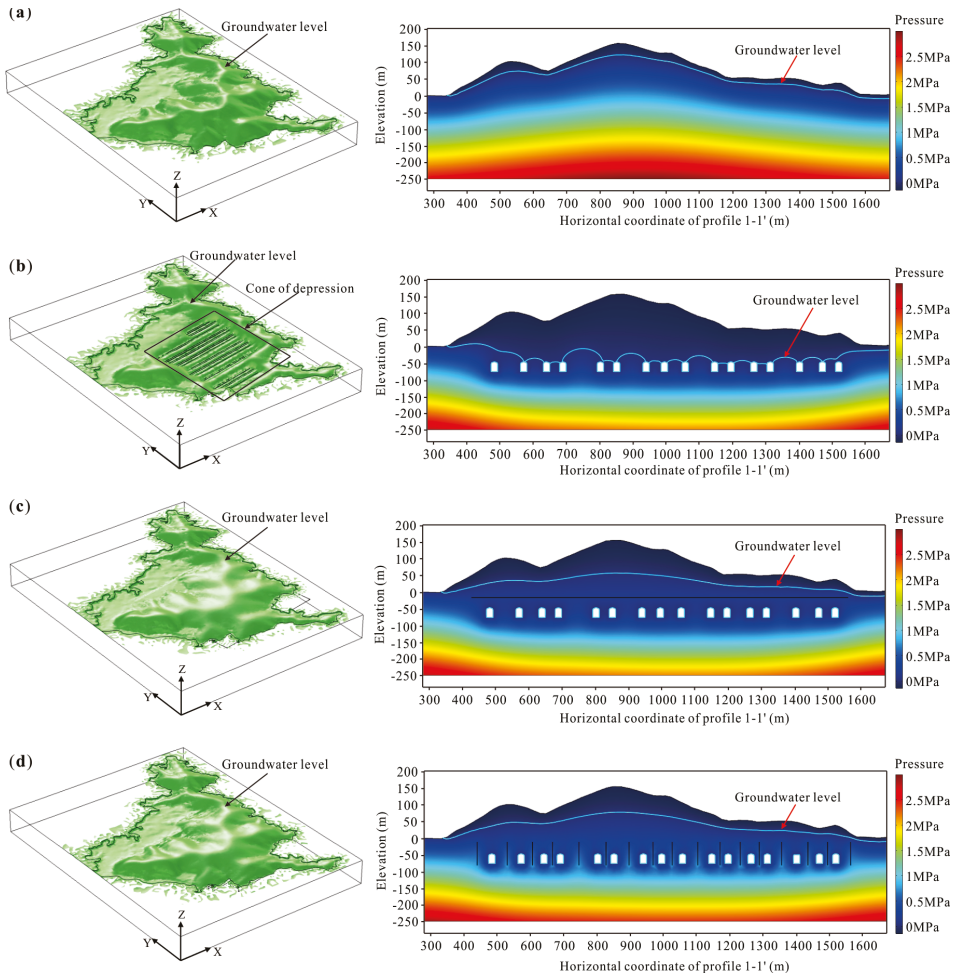 (a)
Groundwater level
Z
Y
X
Elevation (m)
200
150
100
50
0
-50
-100
-150
-200
-250
Groundwater level
300 400 500 600 700 800 900 1000 1100 1200 1300 1400 1500 1600
Horizontal coordinate of profile 1-1' (m)
Pressure
2.5MPa
2MPa
1.5MPa
1MPa
0.5MPa
0MPa
(b)
Groundwater level
Cone of depression
Z
Y
X
Elevation (m)
200
150
100
50
0
-50
-100
-150
-200
-250
Groundwater level
300 400 500 600 700 800 900 1000 1100 1200 1300 1400 1500 1600
Horizontal coordinate of profile 1-1' (m)
Pressure
2.5MPa
2MPa
1.5MPa
1MPa
0.5MPa
0MPa
(c)
Groundwater level
Z
Y
X
Elevation (m)
200
150
100
50
0
-50
-100
-150
-200
-250
Groundwater level
300 400 500 600 700 800 900 1000 1100 1200 1300 1400 1500 1600
Horizontal coordinate of profile 1-1' (m)
Pressure
2.5MPa
2MPa
1.5MPa
1MPa
0.5MPa
0MPa
(d)
Groundwater level
Z
Y
X
Elevation (m)
200
150
100
50
0
-50
-100
-150
-200
-250
Groundwater level
300 400 500 600 700 800 900 1000 1100 1200 1300 1400 1500 1600
Horizontal coordinate of profile 1-1' (m)
Pressure
2.5MPa
2MPa
1.5MPa
1MPa
0.5MPa
0MPa